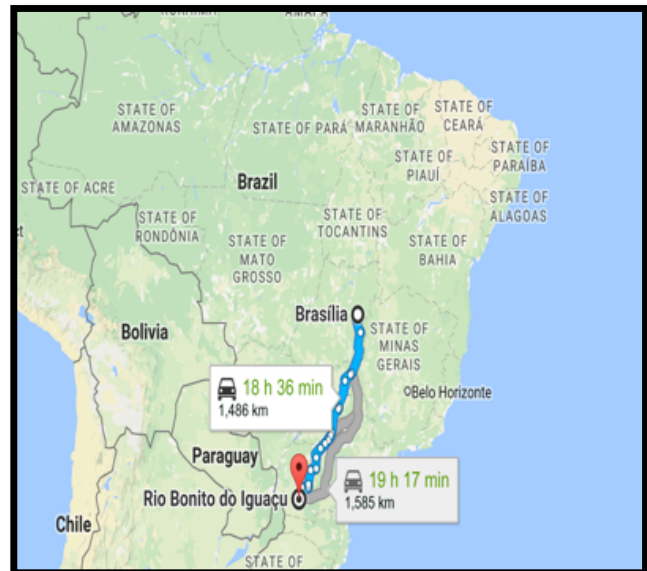 STATE OF
AMAZONAS
STATE OF PARÁ
STATE OF
MARANHÃO
STATE OF
CEARÁ
STATE OF
PIAUÍ
STATE OF
PARAÍBA
STATE OF
ALAGOAS
STATE OF ACRE
Brazil
STATE OF
RONDÔNIA
STATE OF
TOCANTINS
STATE OF
MATO
GROSSO
STATE OF
BAHIA
Brasília
Bolivia
STATE OF
MINAS
GERAIS
18 h 36 min
1,486 km
Belo Horizonte
Paraguay
19 h 17 min
1,585 km
Rio Bonito do Iguaçu
Chile
STATE OF